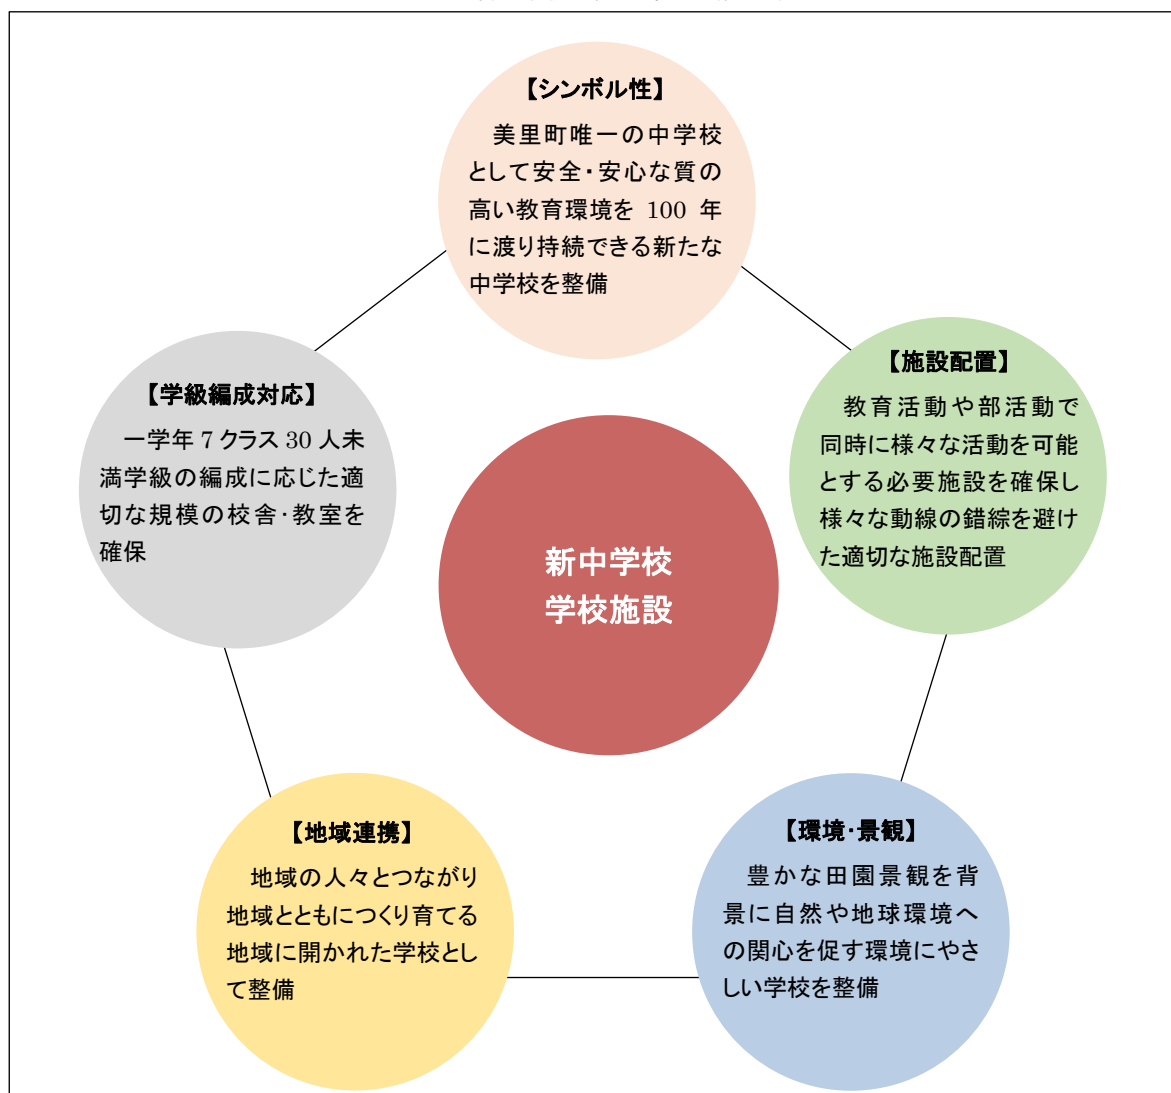 【シンボル性】
美里町唯一の中学校
として安全・安心な質の
高い教育環境を 100 年
に渡り持続できる新たな
中学校を整備
【学級編成対応】
一学年 7 クラス 30 人未
満学級の編成に応じた適
切な規模の校舎・教室を
確保
【施設配置】
教育活動や部活動で
同時に様々な活動を可能
とする必要施設を確保し
様々な動線の錯綜を避け
た適切な施設配置
新中学校
学校施設
【地域連携】
地域の人々とつながり
地域とともにつくり育てる
地域に開かれた学校とし
て整備
【環境・景観】
豊かな田園景観を背
景に自然や地球環境へ
の関心を促す環境にやさ
しい学校を整備